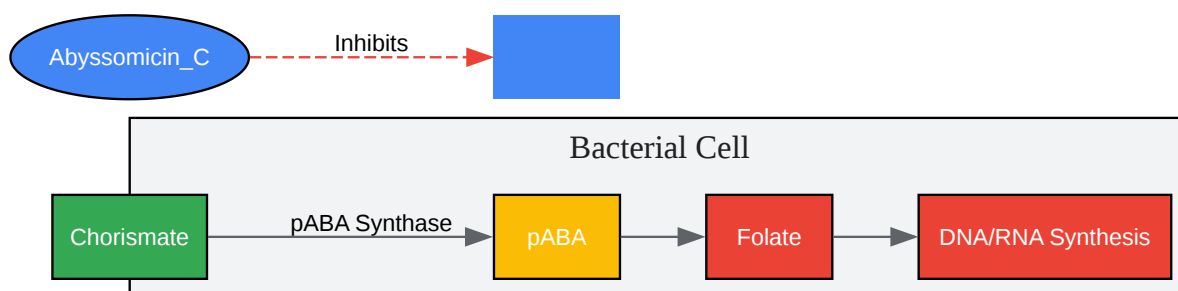 Abyssomicin_C
Inhibits
Bacterial Cell
Chorismate
pABA Synthase
pABA
Folate
DNA/RNA Synthesis